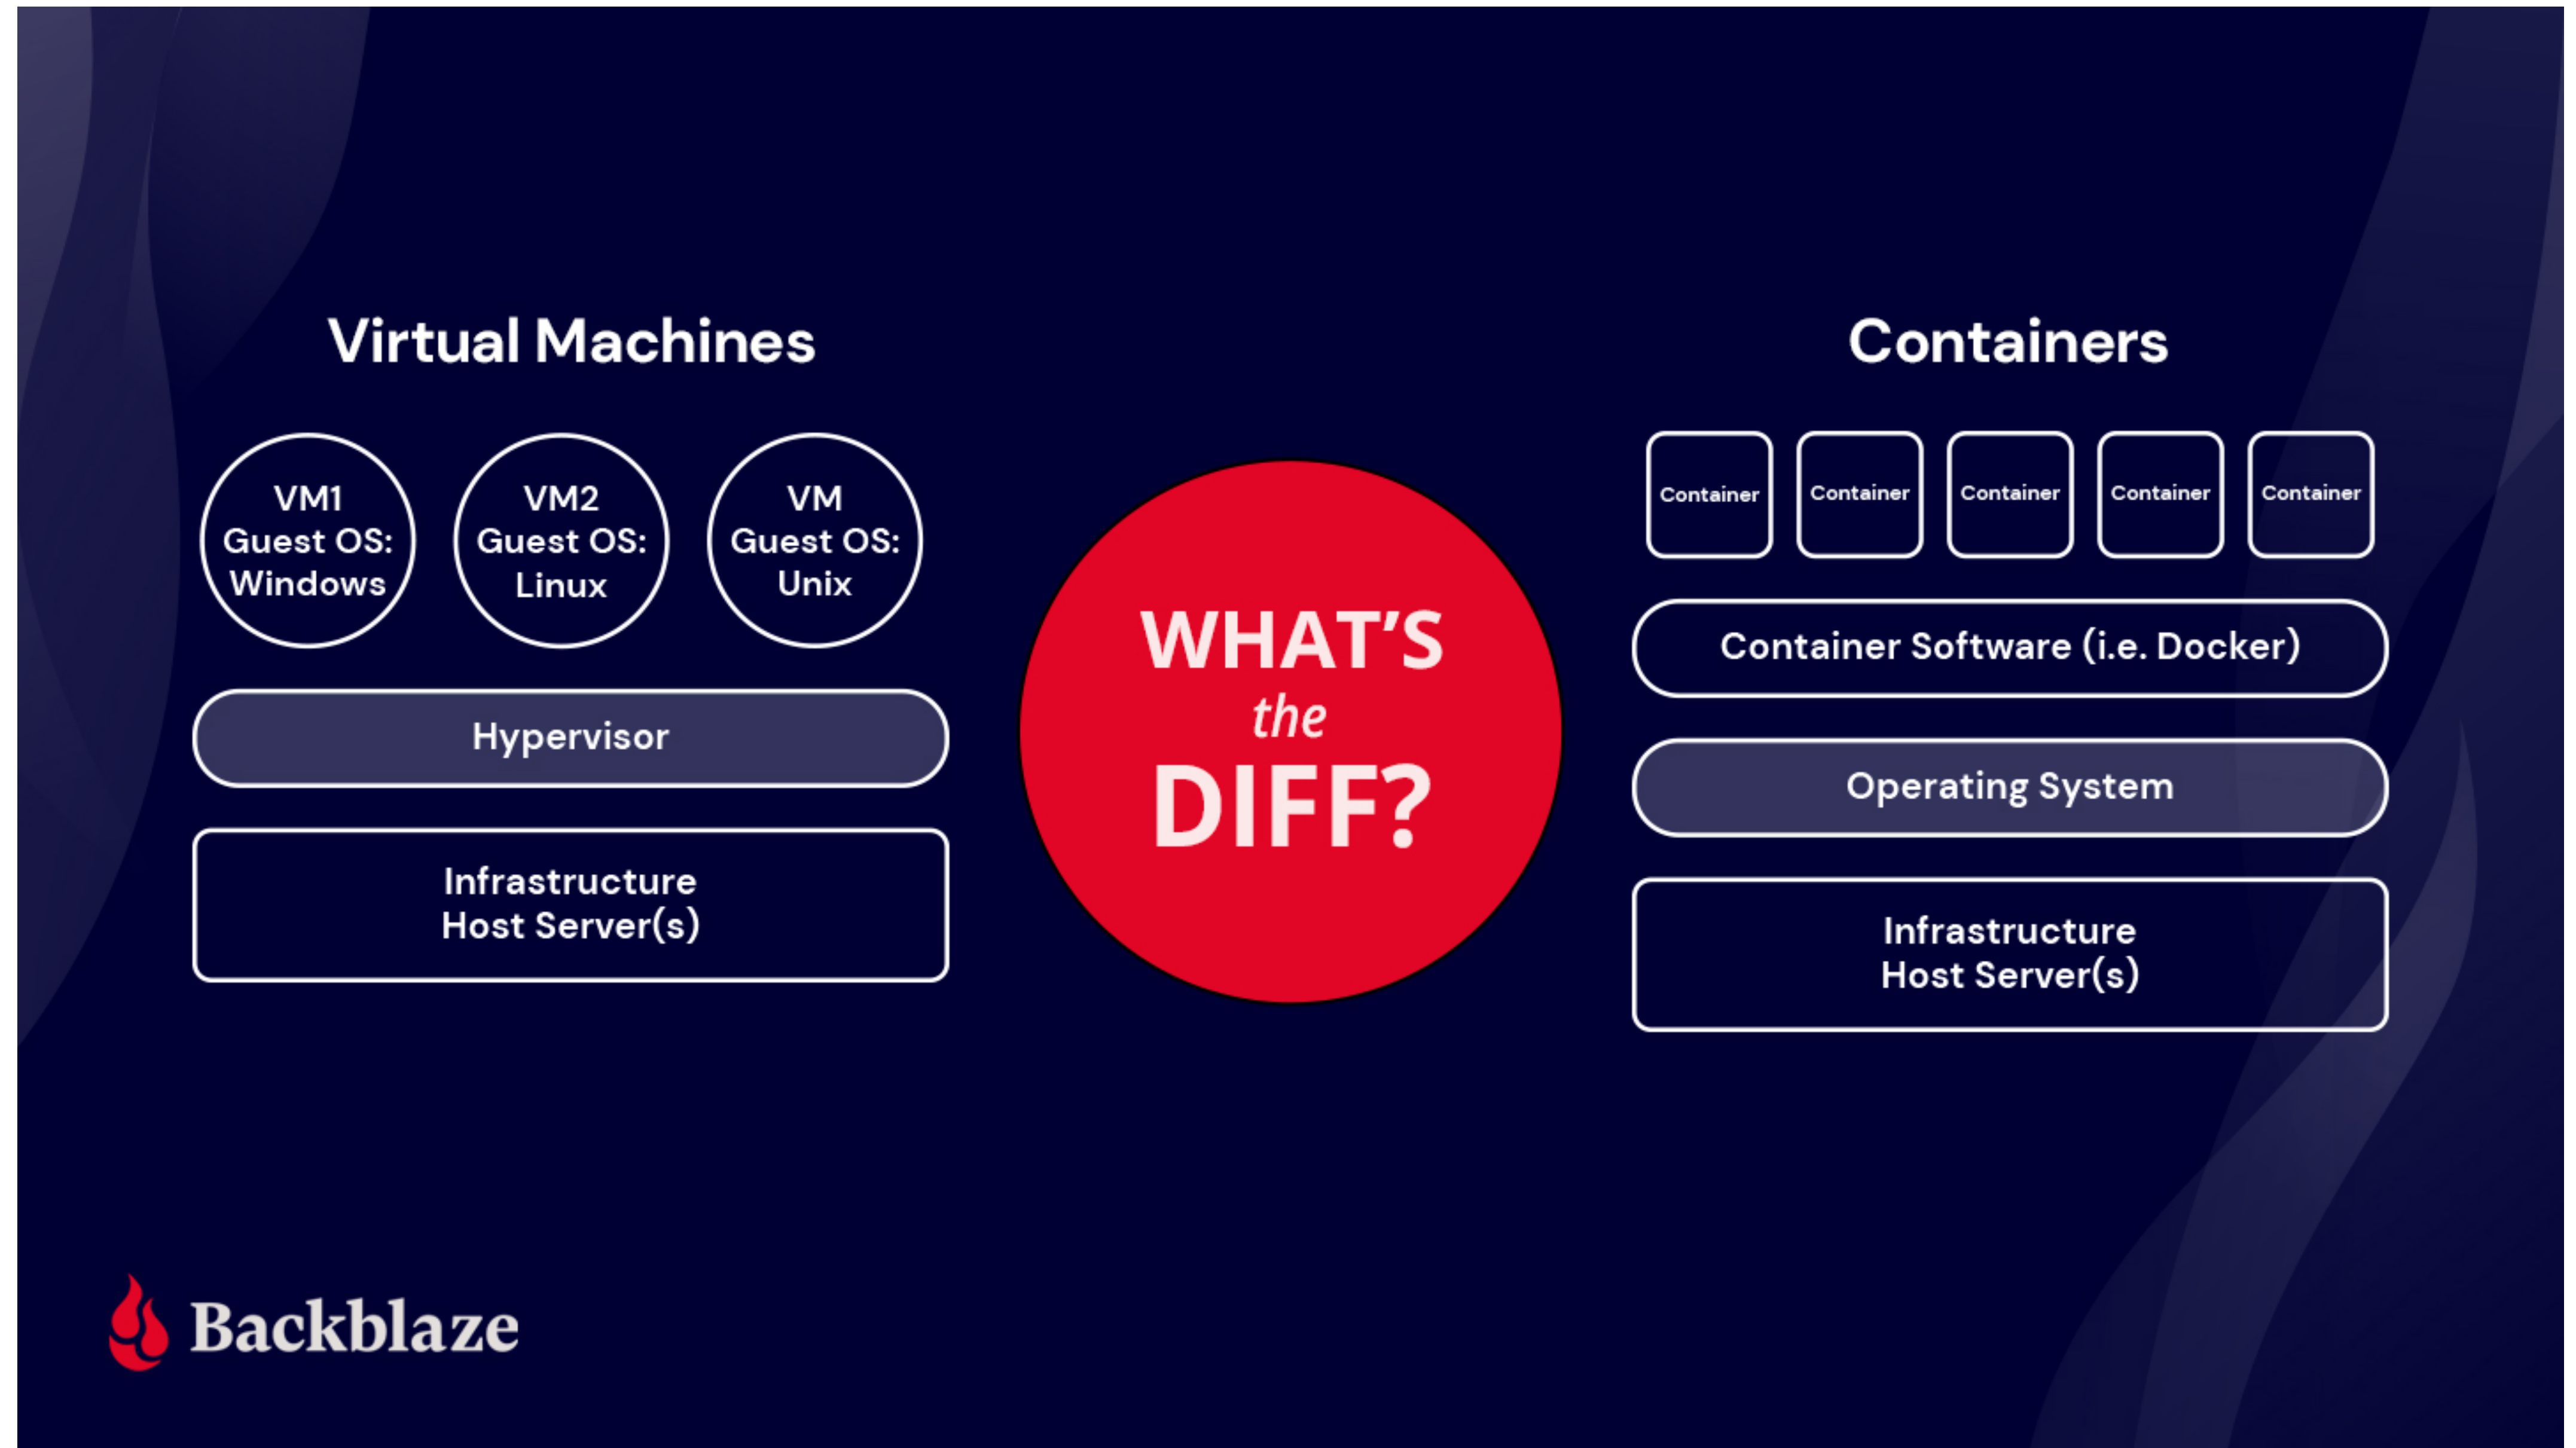 Virtual Machines
VM1
Guest OS:
Windows
VM2
Guest OS:
Linux
VM
Guest OS:
Unix
Hypervisor
Infrastructure
Host Server(s)
WHAT’S
the
DIFF?
Containers
Container
Container
Container
Container
Container
Container Software (i.e. Docker)
Operating System
Infrastructure
Host Server(s)
Backblaze